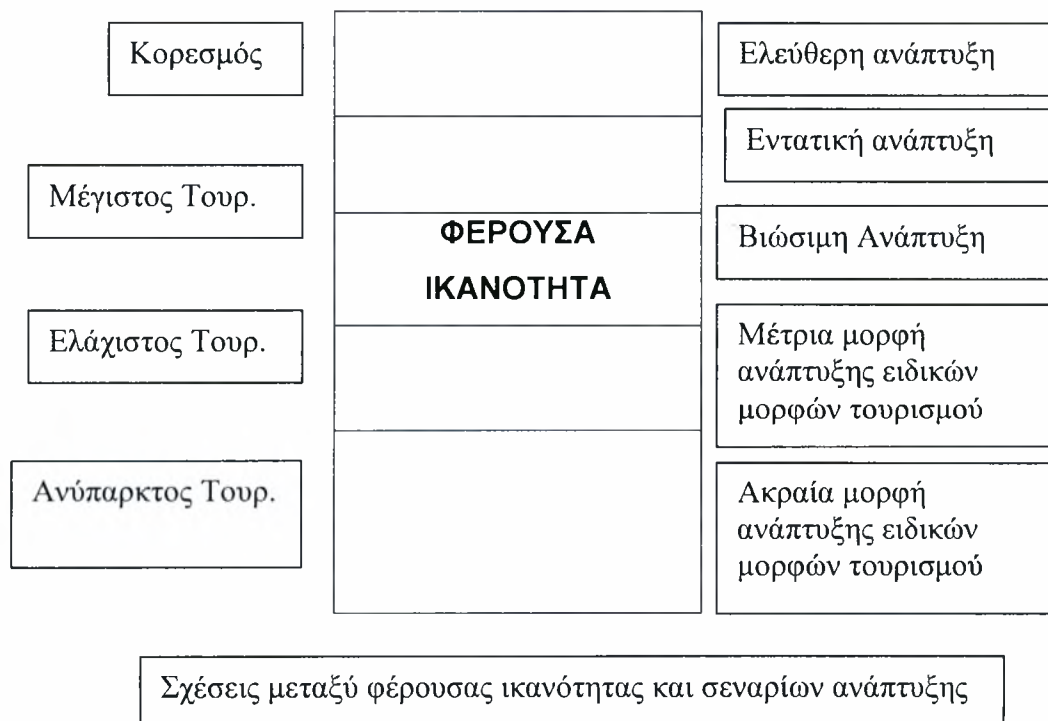 Κορεσμός
Ελεύθερη ανάπτυξη
Εντατική ανάπτυξη
Μέγιστος Τουρ.
ΦΕΡΟΥΣΑ
ΙΚΑΝΟΤΗΤΑ
Βιώσιμη Ανάπτυξη
Ελάχιστος Τουρ.
Μέτρια μορφή
ανάπτυξης ειδικών
μορφών τουρισμού
Ανύπαρκτος Τουρ.
Ακραία μορφή
ανάπτυξης ειδικών
μορφών τουρισμού
Σχέσεις μεταξύ φέρουσας ικανότητας και σεναρίων ανάπτυξης